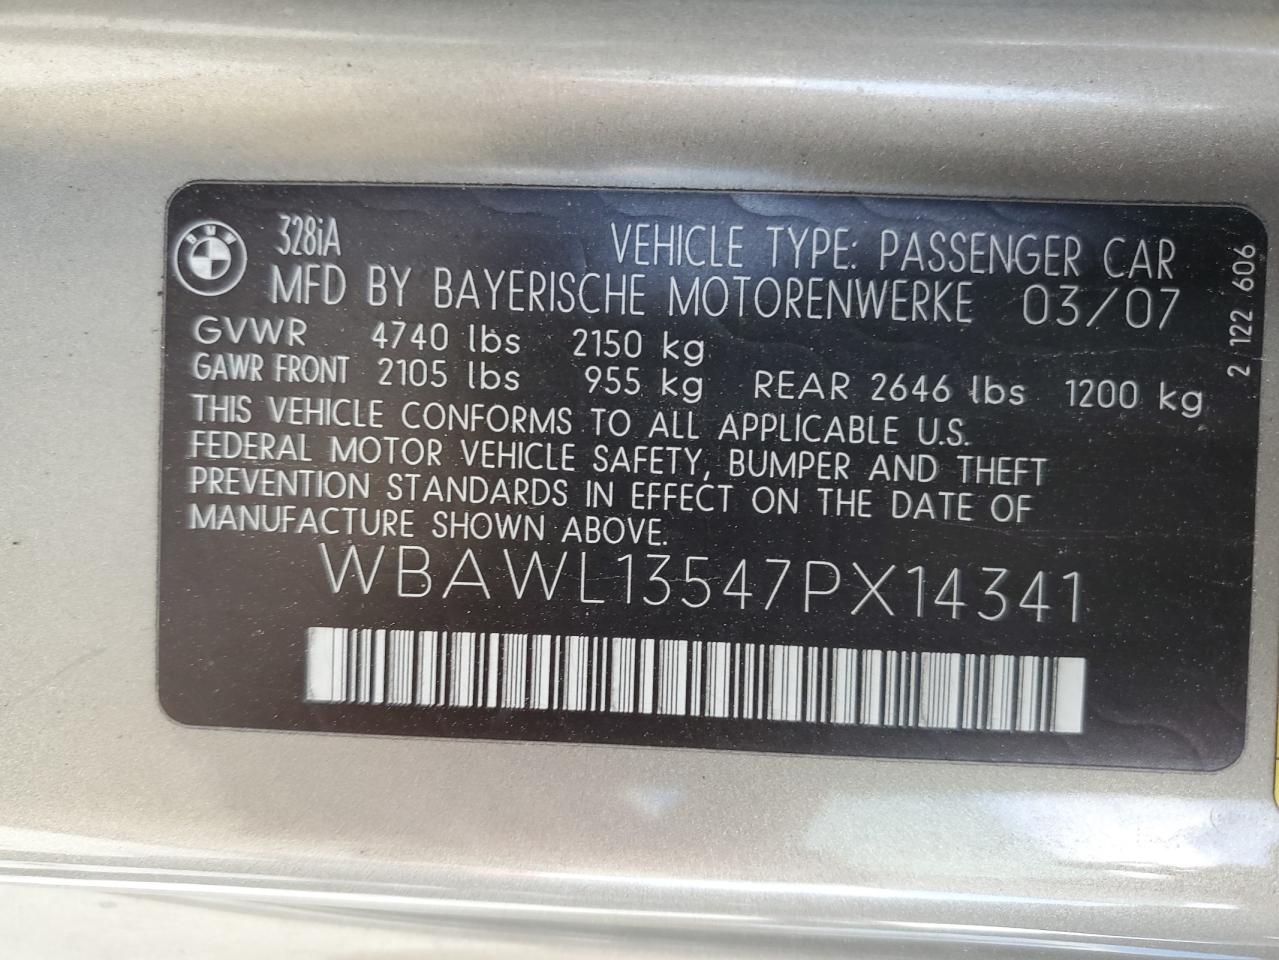 BMW
328iA
VEHICLE TYPE: PASSENGER CAR
MFD BY BAYERISCHE MOTORENWERKE 03/07
GVWR 4740 lbs 2150 kg
GAWR FRONT 2105 lbs 955 kg REAR 2646 lbs 1200 kg
THIS VEHICLE CONFORMS TO ALL APPLICABLE U.S.
FEDERAL MOTOR VEHICLE SAFETY, BUMPER AND THEFT
PREVENTION STANDARDS IN EFFECT ON THE DATE OF
MANUFACTURE SHOWN ABOVE.
WBAWL13547PX14341
2 122 606